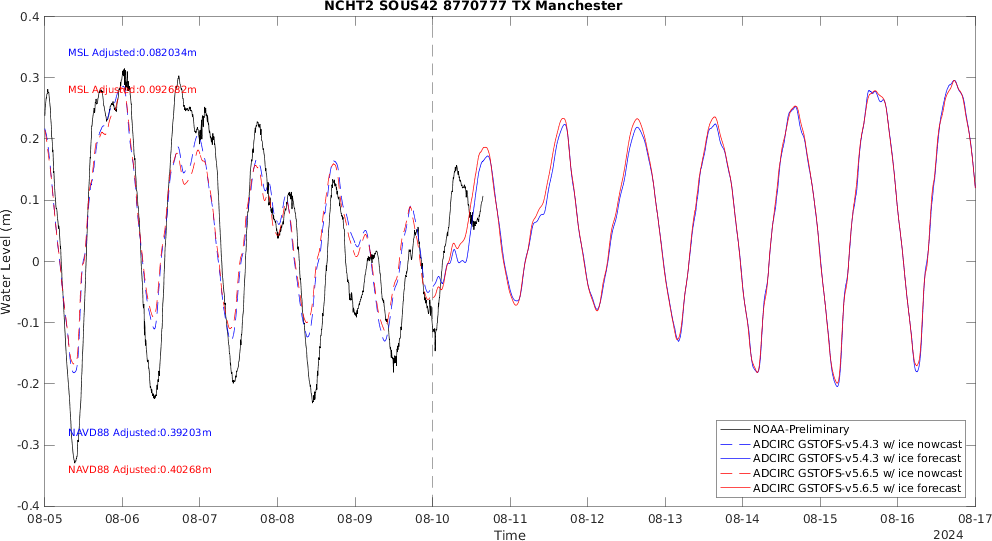 NCHT2 SOUS42 8770777 TX Manchester
0.4
0.3
0.2
0.1
0
-0.1
-0.2
-0.3
-0.4
Water Level (m)
MSL Adjusted:0.082034m
MSL Adjusted:0.092682m
NAVD88 Adjusted:0.39203m
NAVD88 Adjusted:0.40268m
NOAA-Preliminary
ADCIRC GSTOFS-v5.4.3 w/ ice nowcast
ADCIRC GSTOFS-v5.4.3 w/ ice forecast
ADCIRC GSTOFS-v5.6.5 w/ ice nowcast
ADCIRC GSTOFS-v5.6.5 w/ ice forecast
08-05 08-06 08-07 08-08 08-09 08-10 08-11 08-12 08-13 08-14 08-15 08-16 08-17
Time
2024